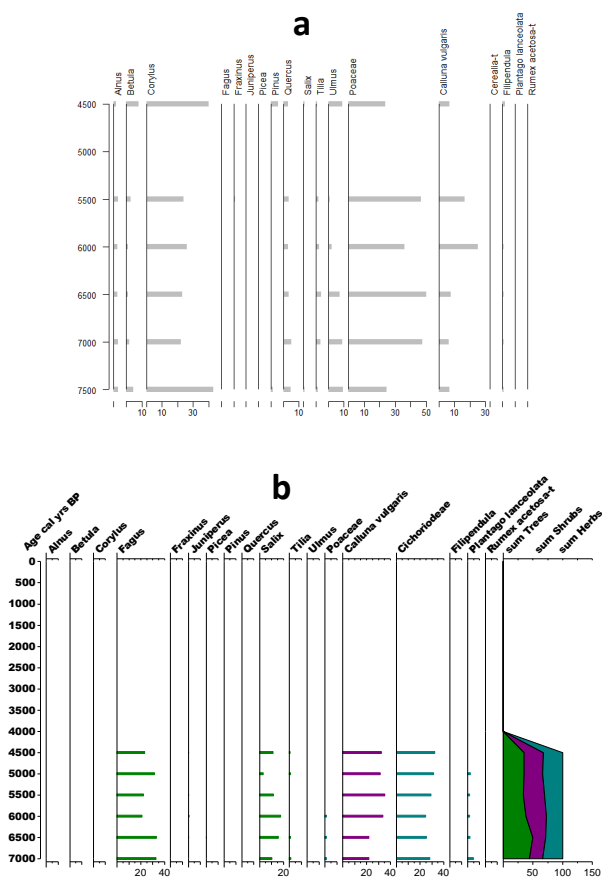 a
Alnus
Betula
Corylus
Fagus
Fraxinus
Juniperus
Picea
Pinus
Quercus
Salix
Tilia
Ulmus
Poaceae
Calluna vulgaris
Cerealia-t
Filipendula
Plantago lanceolata
Rumex acetosa-t
4500
5000
5500
6000
6500
7000
7500
10 10 30 10 10 10 30 50 10 30
b
Age cal yrs BP
Alnus
Betula
Corylus
Fagus
Fraxinus
Juniperus
Picea
Pinus
Quercus
Salix
Tilia
Ulmus
Poaceae
Calluna vulgaris
Cichoriodeae
Filipendula
Plantago lanceolata
Rumex acetosa-t
sum Trees
sum Shrubs
sum Herbs
0
500
1000
1500
2000
2500
3000
3500
4000
4500
5000
5500
6000
6500
7000
20 40 20 20 40 60 20 40 50 100 150